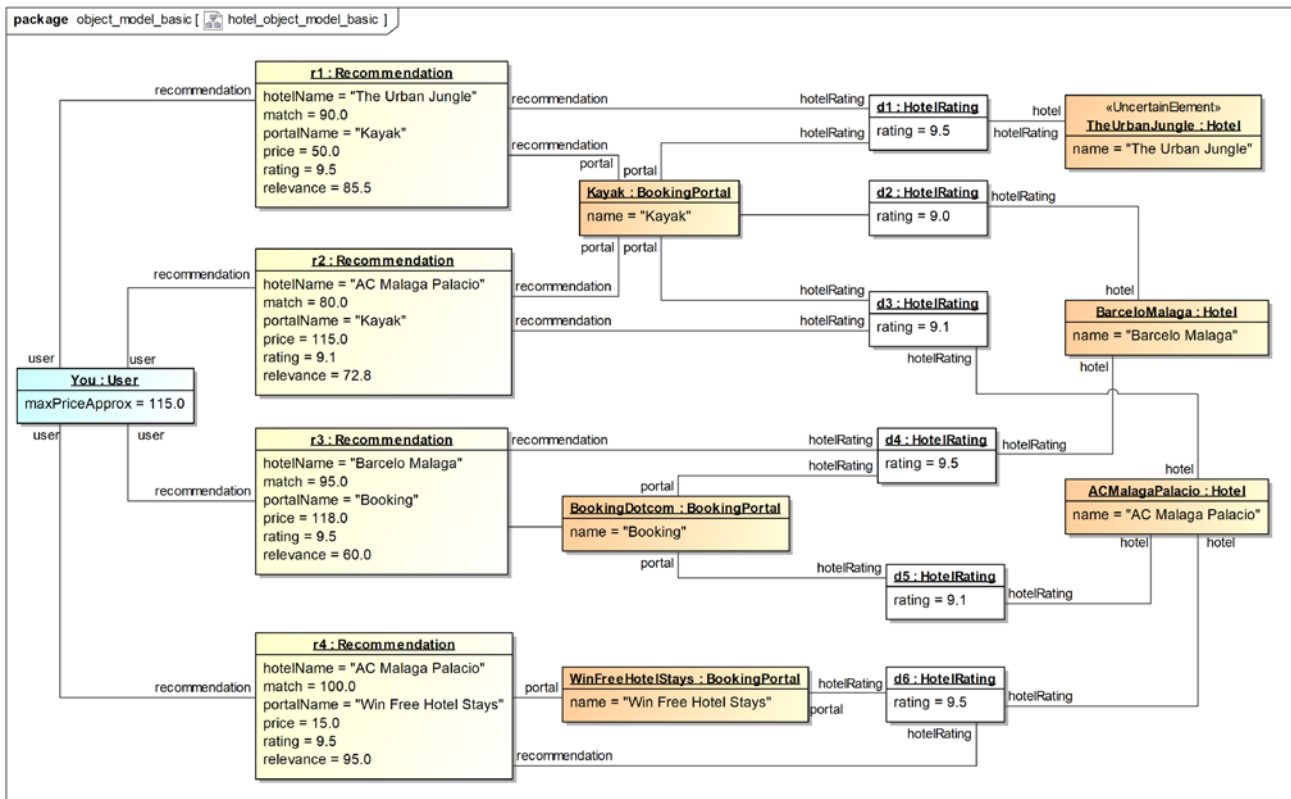 package object_model_basic [ hotel_object_model_basic ]
r1 : Recommendation
hotelName = "The Urban Jungle"
match = 90.0
portalName = "Kayak"
price = 50.0
rating = 9.5
relevance = 85.5
recommendation
recommendation
recommendation
hotelRating
hotelRating
d1 : HotelRating
rating = 9.5
hotel
hotelRating
«UncertainElement»
TheUrbanJungle : Hotel
name = "The Urban Jungle"
portal
portal
Kayak : BookingPortal
name = "Kayak"
portal
portal
d2 : HotelRating
rating = 9.0
hotelRating
r2 : Recommendation
hotelName = "AC Malaga Palacio"
match = 80.0
portalName = "Kayak"
price = 115.0
rating = 9.1
relevance = 72.8
recommendation
recommendation
recommendation
hotelRating
hotelRating
d3 : HotelRating
rating = 9.1
hotelRating
hotel
BarceloMalaga : Hotel
name = "Barcelo Malaga"
hotel
user
user
You : User
maxPriceApprox = 115.0
user
user
r3 : Recommendation
hotelName = "Barcelo Malaga"
match = 95.0
portalName = "Booking"
price = 118.0
rating = 9.5
relevance = 60.0
recommendation
recommendation
hotelRating
hotelRating
d4 : HotelRating
rating = 9.5
hotelRating
portal
BookingDotcom : BookingPortal
name = "Booking"
portal
hotel
ACMalagaPalacio : Hotel
name = "AC Malaga Palacio"
hotel
hotel
hotelRating
d5 : HotelRating
rating = 9.1
hotelRating
r4 : Recommendation
hotelName = "AC Malaga Palacio"
match = 100.0
portalName = "Win Free Hotel Stays"
price = 15.0
rating = 9.5
relevance = 95.0
recommendation
portal
WinFreeHotelStays : BookingPortal
name = "Win Free Hotel Stays"
hotelRating
portal
d6 : HotelRating
rating = 9.5
hotelRating
hotelRating
recommendation